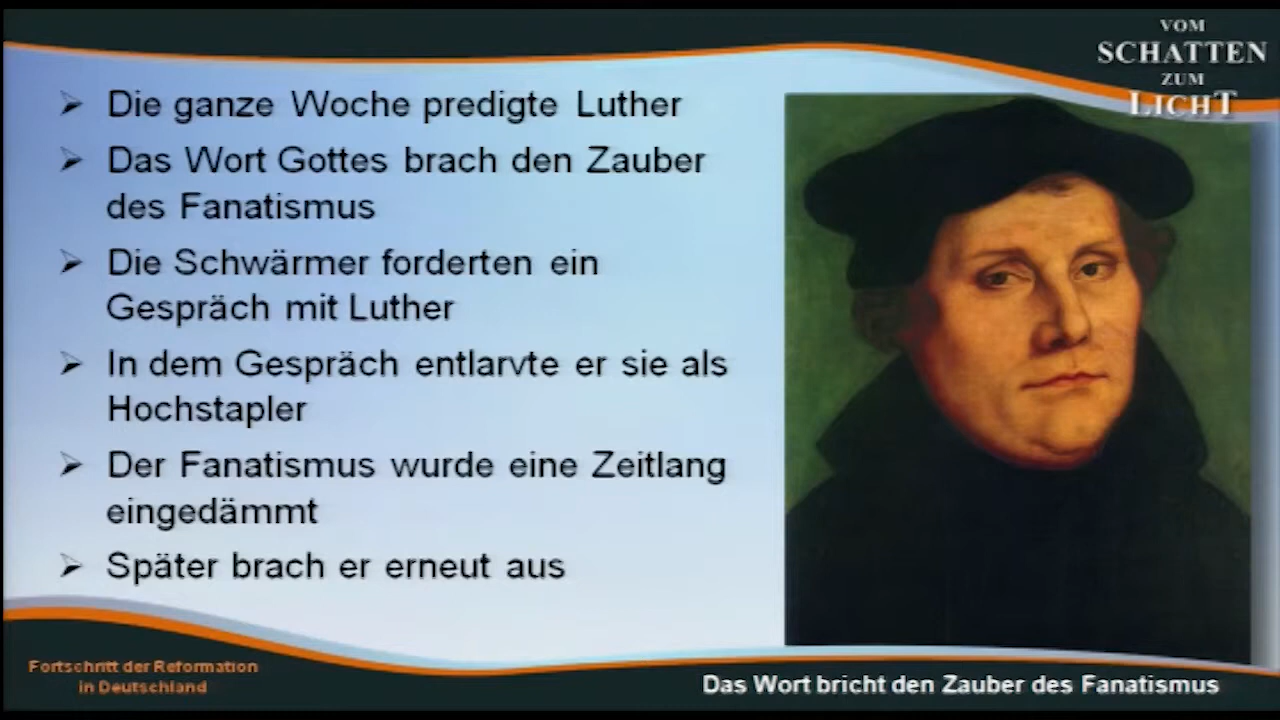 VOM
SCHATTEN
ZUM
LICHT
➢ Die ganze Woche predigte Luther
➢ Das Wort Gottes brach den Zauber
des Fanatismus
➢ Die Schwärmer forderten ein
Gespräch mit Luther
➢ In dem Gespräch entlarvte er sie als
Hochstapler
➢ Der Fanatismus wurde eine Zeitlang
eingedämmt
➢ Später brach er erneut aus
Fortschritt der Reformation
in Deutschland
Das Wort bricht den Zauber des Fanatismus